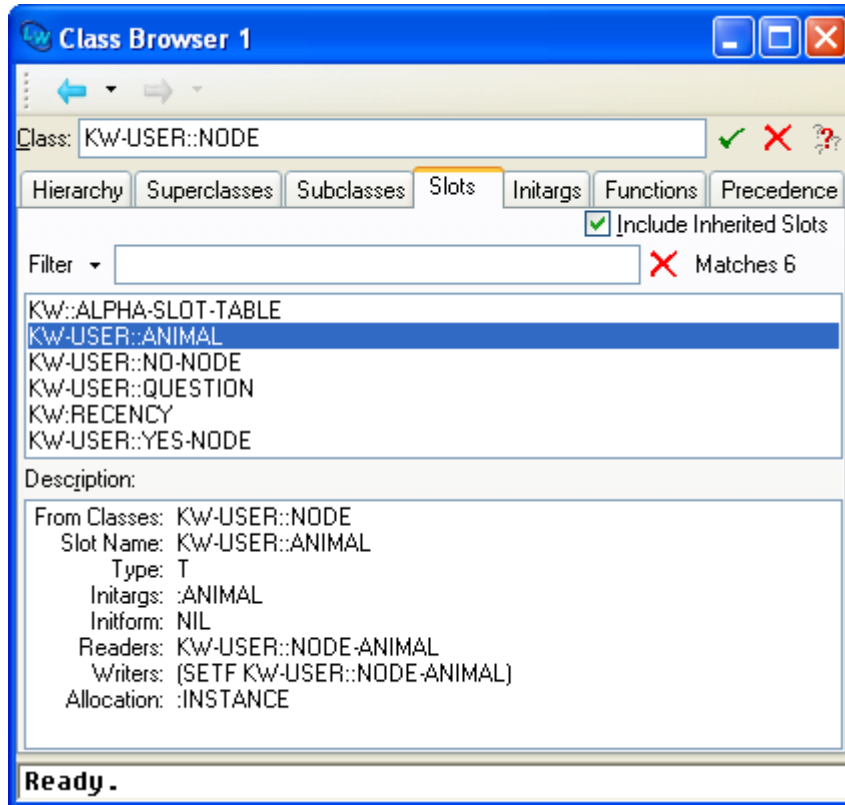 Class Browser 1
Class: KW-USER::NODE
Hierarchy Superclasses Subclasses Slots Initargs Functions Precedence
Include Inherited Slots
Filter Matches 6
KW::ALPHA-SLOT-TABLE
KW-USER::ANIMAL
KW-USER::NO-NODE
KW-USER::QUESTION
KW:RECENCY
KW-USER::YES-NODE
Description:
From Classes: KW-USER::NODE
Slot Name: KW-USER::ANIMAL
Type: T
Initargs: :ANIMAL
Initform: NIL
Readers: KW-USER::NODE-ANIMAL
Writers: (SETF KW-USER::NODE-ANIMAL)
Allocation: :INSTANCE
Ready.